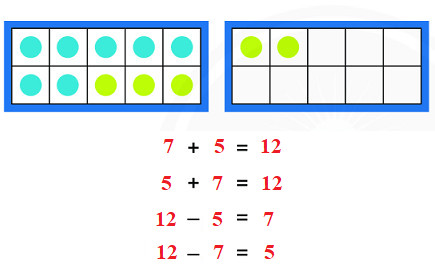 7 + 5 = 12
5 + 7 = 12
12 – 5 = 7
12 – 7 = 5